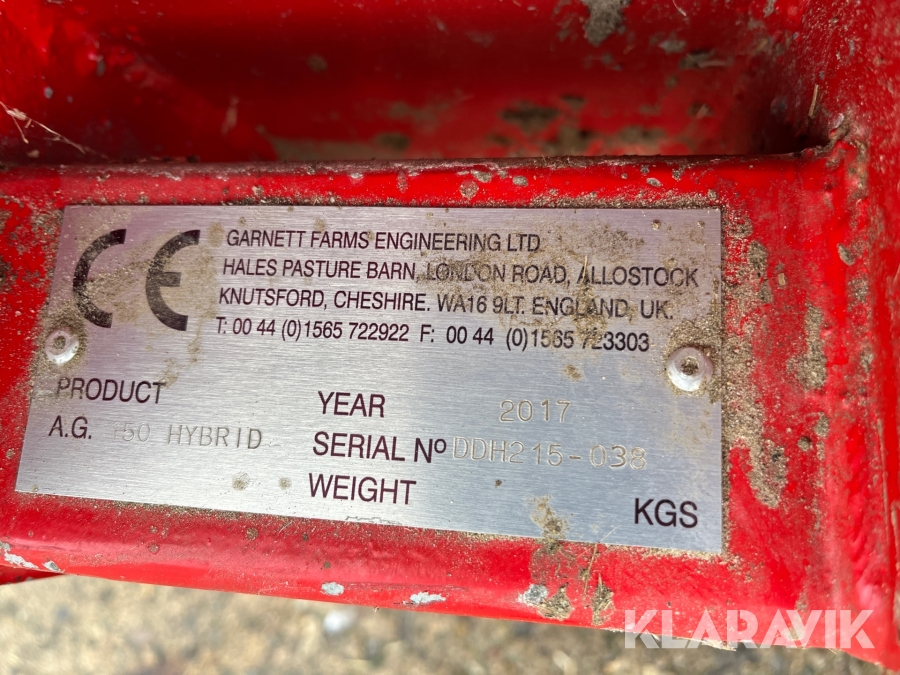 CE
GARNETT FARMS ENGINEERING LTD
HALES PASTURE BARN, LONDON ROAD, ALLOSTOCK
KNUTSFORD, CHESHIRE. WA16 9LT. ENGLAND, UK.
T: 00 44 (0)1565 722922 F: 00 44 (0)1565 723303
PRODUCT
A.G. HYBRID
YEAR 2017
SERIAL Nº DDH215-038
WEIGHT KGS
KLARAVIK